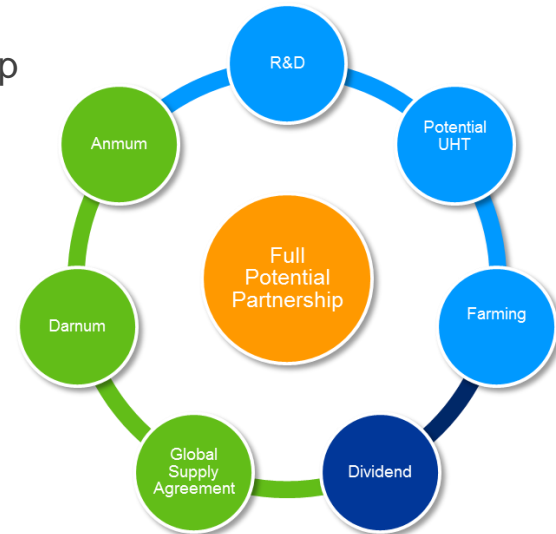 R&D
Potential
UHT
Farming
Dividend
Global
Supply
Agreement
Darnum
Anmum
Full
Potential
Partnership